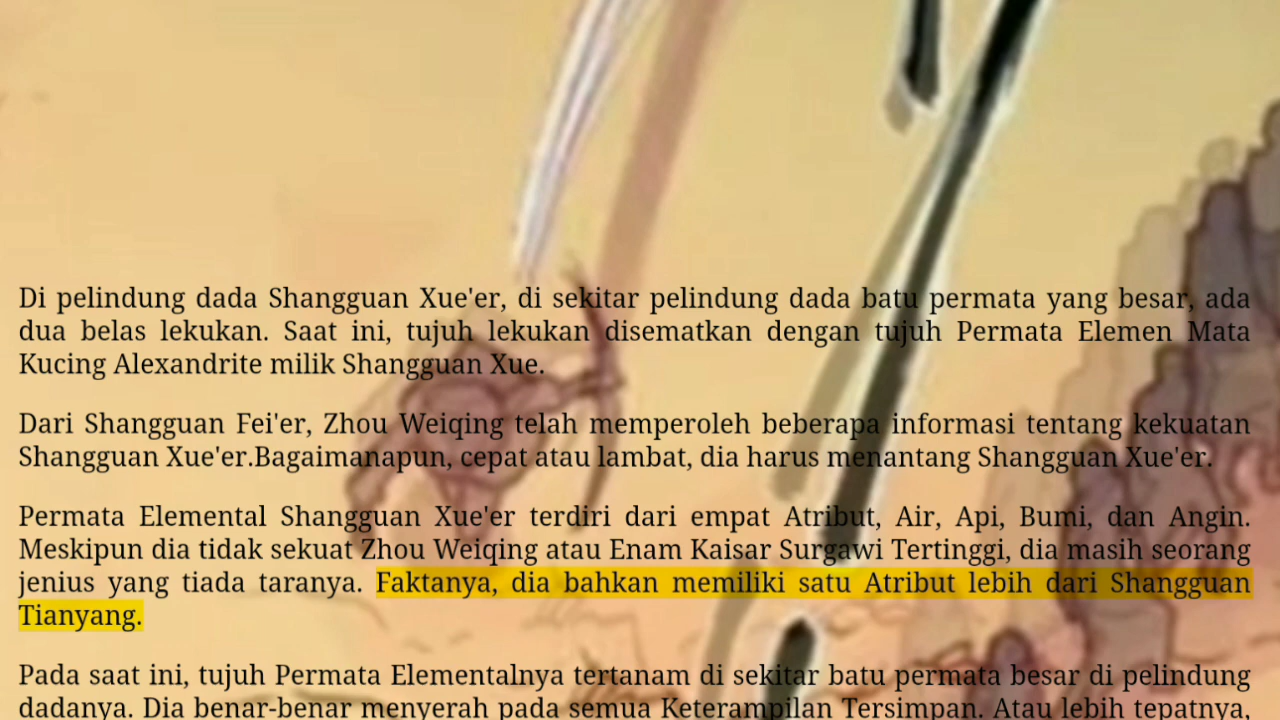 Di pelindung dada Shangguan Xue'er, di sekitar pelindung dada batu permata yang besar, ada
dua belas lekukan. Saat ini, tujuh lekukan disematkan dengan tujuh Permata Elemen Mata
Kucing Alexandrite milik Shangguan Xue.
Dari Shangguan Fei'er, Zhou Weiqing telah memperoleh beberapa informasi tentang kekuatan
Shangguan Xue'er.Bagaimanapun, cepat atau lambat, dia harus menantang Shangguan Xue'er.
Permata Elemental Shangguan Xue'er terdiri dari empat Atribut, Air, Api, Bumi, dan Angin.
Meskipun dia tidak sekuat Zhou Weiqing atau Enam Kaisar Surgawi Tertinggi, dia masih seorang
jenius yang tiada taranya. Faktanya, dia bahkan memiliki satu Atribut lebih dari Shangguan
Tianyang.
Pada saat ini, tujuh Permata Elementalnya tertanam di sekitar batu permata besar di pelindung
dadanya. Dia benar-benar menyerah pada semua Keterampilan Tersimpan. Atau lebih tepatnya,